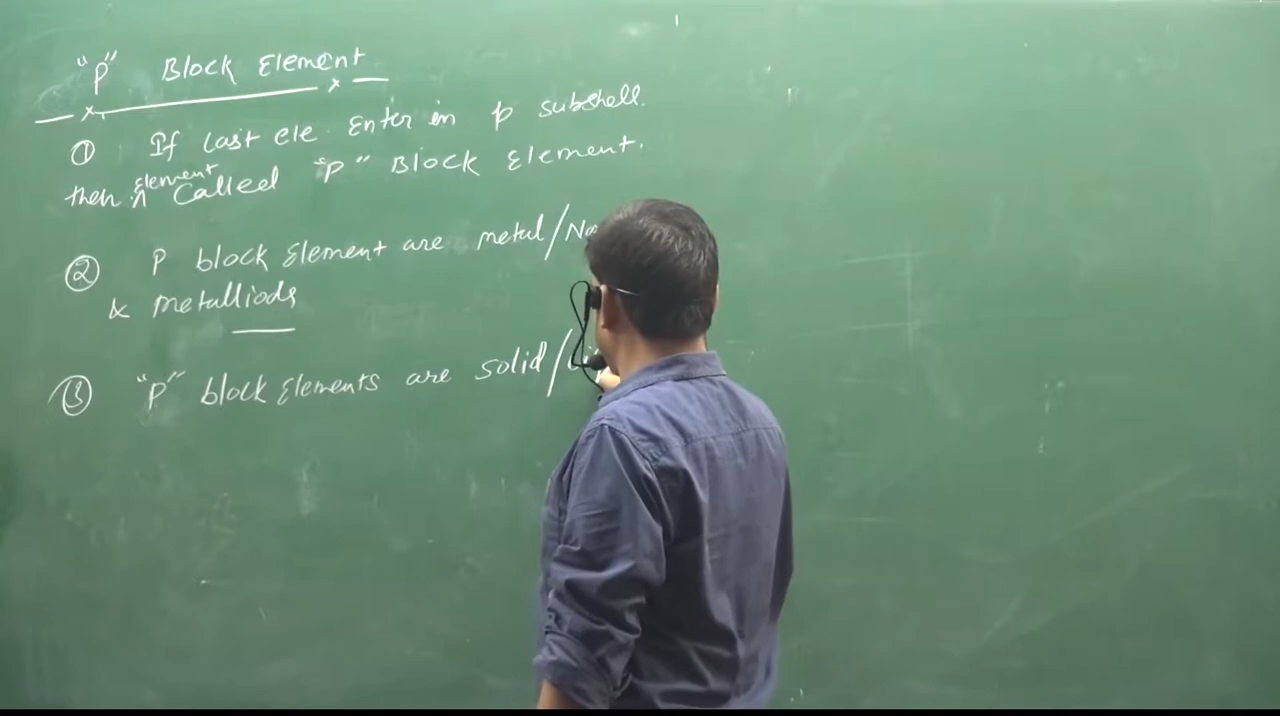 "P" Block Element
① If last ele. Enter in p subshell.
then element Called "P" Block Element.
② P block Element are metal/
& metalliods
③ "P" block Elements are solid/